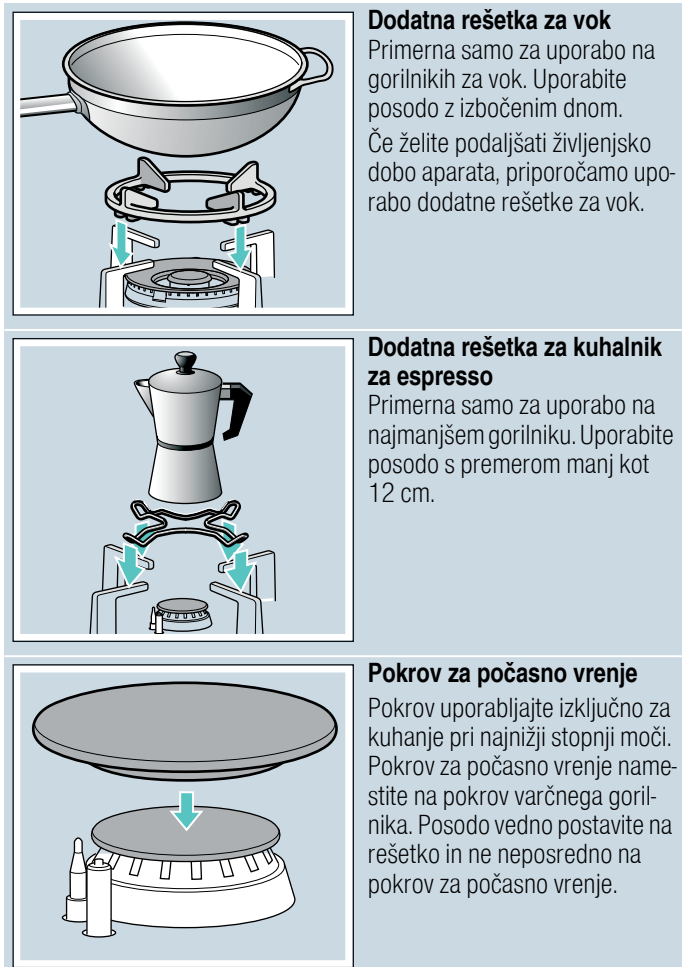 Dodatna rešetka za vok
Primerna samo za uporabo na
gorilnikih za vok. Uporabite
posodo z izbočenim dnom.
Če želite podaljšati življenjsko
dobo aparata, priporočamo upo-
rabo dodatne rešetke za vok.
Dodatna rešetka za kuhalnik
za espresso
Primerna samo za uporabo na
najmanjšem gorilniku. Uporabite
posodo s premerom manj kot
12 cm.
Pokrov za počasno vrenje
Pokrov uporabljajte izključno za
kuhanje pri najnižji stopnji moči.
Pokrov za počasno vrenje name-
stite na pokrov varčnega goril-
nika. Posodo vedno postavite na
rešetko in ne neposredno na
pokrov za počasno vrenje.